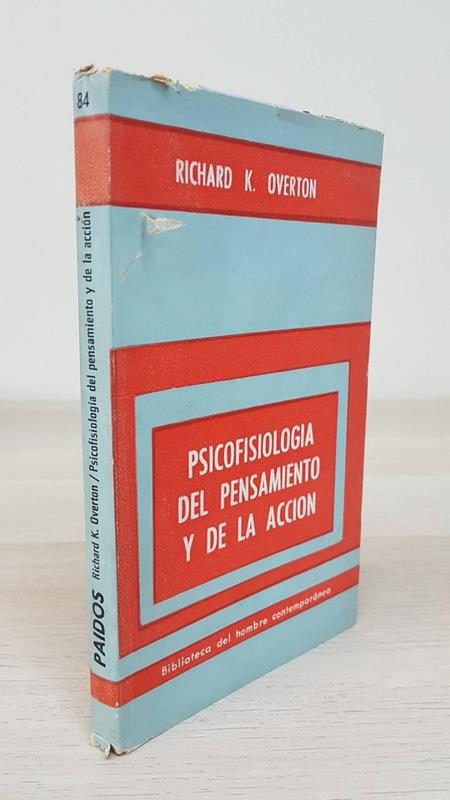 84
PAIDOS Richard K. Overton / Psicofisiología del pensamiento y de la acción
RICHARD K. OVERTON
PSICOFISIOLOGIA
DEL PENSAMIENTO
Y DE LA ACCION
Biblioteca del hombre contemporáneo